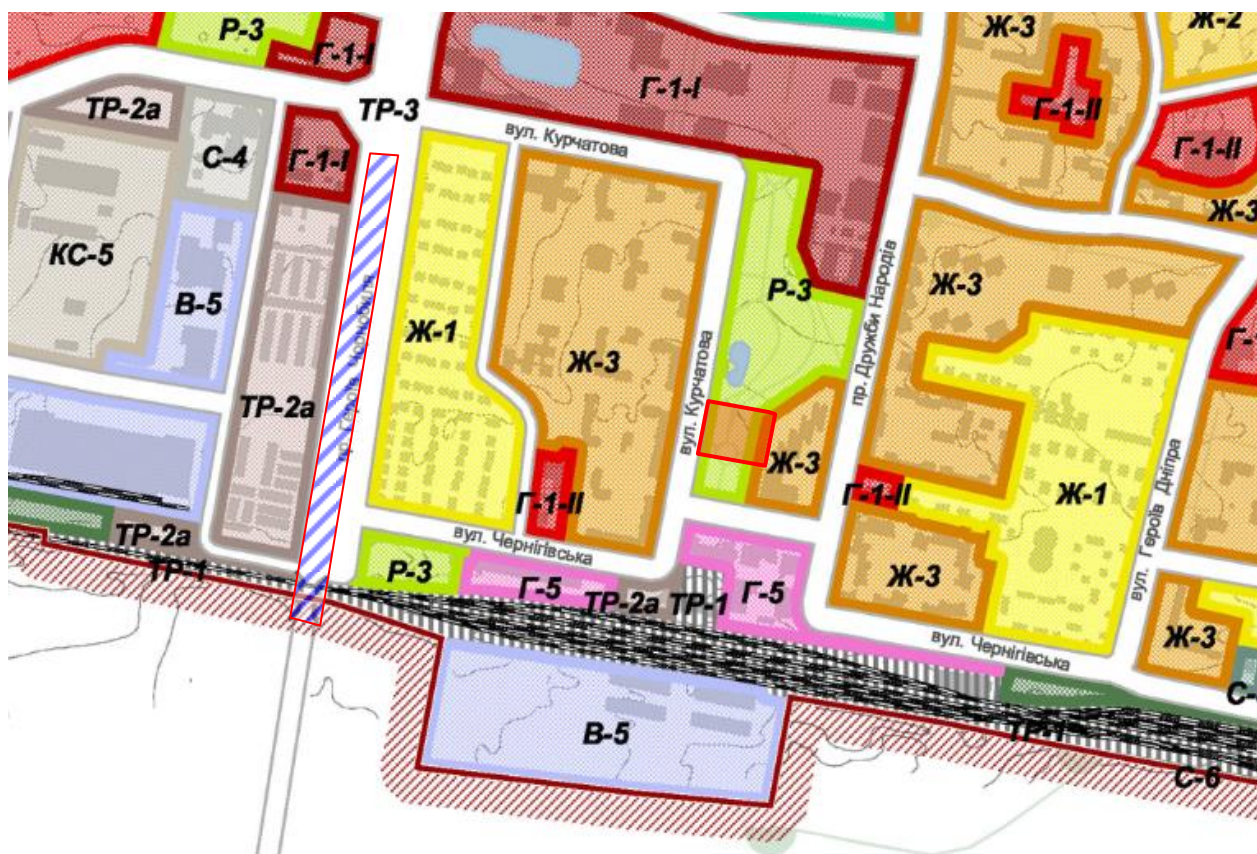 Р-3
Г-1-І
Ж-3
Ж-2
Г-1-І
Г-1-ІІ
ТР-2а
ТР-3
С-4
Г-1-І
вул. Курчатова
Г-1-ІІ
Ж-3
КС-5
В-5
Р-3
Ж-3
пр. Дружби Народів
Ж-1
Ж-3
ТР-2а
вул. Курчатова
Ж-3
Г-1-ІІ
Ж-1
вул. Героїв Дніпра
Г-1-ІІ
ТР-2а
вул. Чернігівська
ТР-1
Р-3
Г-5
ТР-2а
ТР-1
Г-5
Ж-3
вул. Чернігівська
Ж-3
С-
В-5
ТР-1
С-6